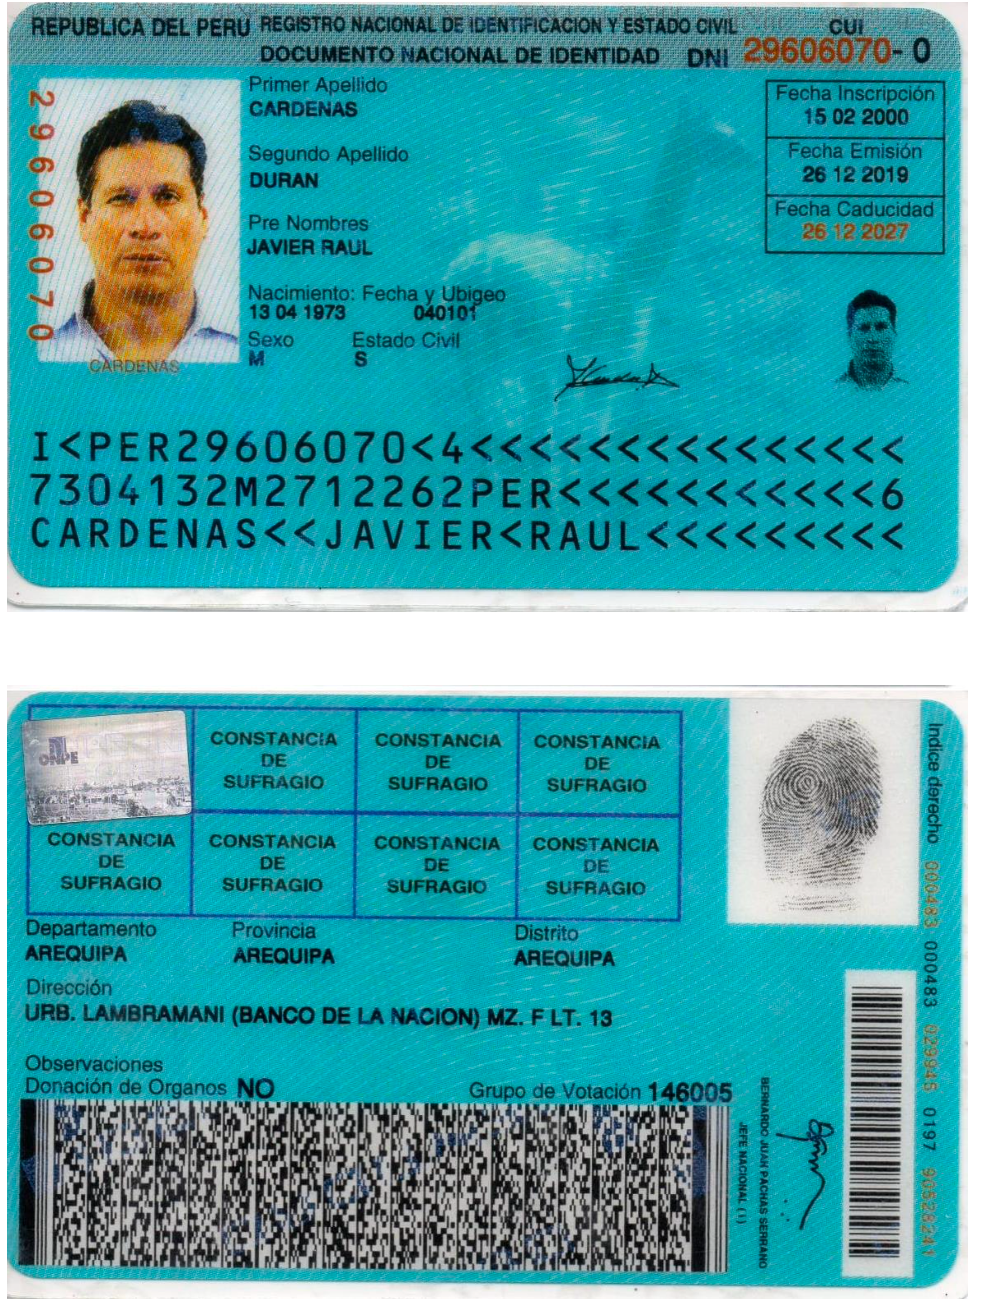 REPUBLICA DEL PERU REGISTRO NACIONAL DE IDENTIFICACION Y ESTADO CIVIL CUI
DOCUMENTO NACIONAL DE IDENTIDAD DNI 29606070- 0
29606070
Primer Apellido
CARDENAS
Segundo Apellido
DURAN
Pre Nombres
JAVIER RAUL
Nacimiento: Fecha y Ubigeo
13 04 1973 040101
Sexo Estado Civil
M S
Fecha Inscripción
15 02 2000
Fecha Emisión
26 12 2019
Fecha Caducidad
26 12 2027
CARDENAS
I<PER29606070<4<<<<<<<<<<<<<<<
7304132M2712262PER<<<<<<<<<<<6
CARDENAS<<JAVIER<RAUL<<<<<<<<<
ONPE
CONSTANCIA DE SUFRAGIO
CONSTANCIA DE SUFRAGIO
CONSTANCIA DE SUFRAGIO
CONSTANCIA DE SUFRAGIO
CONSTANCIA DE SUFRAGIO
CONSTANCIA DE SUFRAGIO
CONSTANCIA DE SUFRAGIO
Departamento Provincia Distrito
AREQUIPA AREQUIPA AREQUIPA
Dirección
URB. LAMBRAMANI (BANCO DE LA NACION) MZ. F LT. 13
Observaciones
Donación de Organos NO Grupo de Votación 146005
BERNARDO JUAN PACHAS SERRANO
JEFE NACIONAL (i)
Indice derecho 000483 000483 029945 0197 90528241